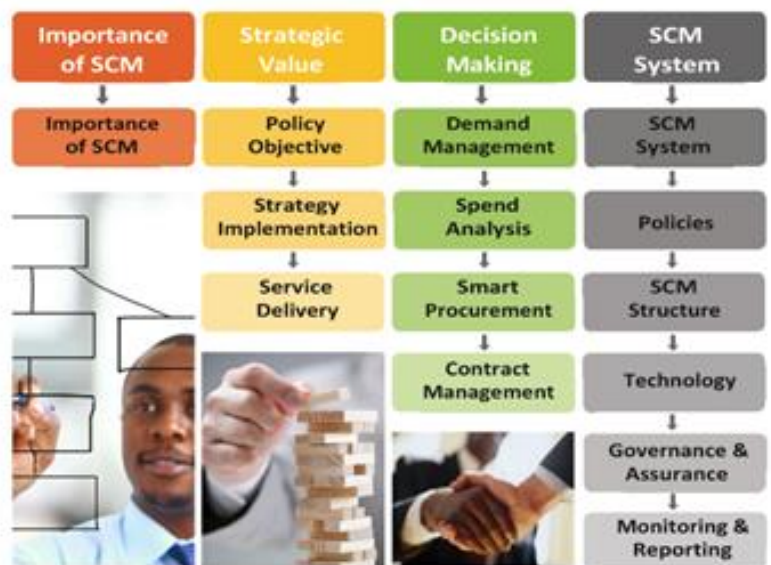 Importance
of SCM
Importance
of SCM
Strategic
Value
Policy
Objective
Strategy
Implementation
Service
Delivery
Decision
Making
Demand
Management
Spend
Analysis
Smart
Procurement
Contract
Management
SCM
System
SCM
System
Policies
SCM
Structure
Technology
Governance &
Assurance
Monitoring &
Reporting